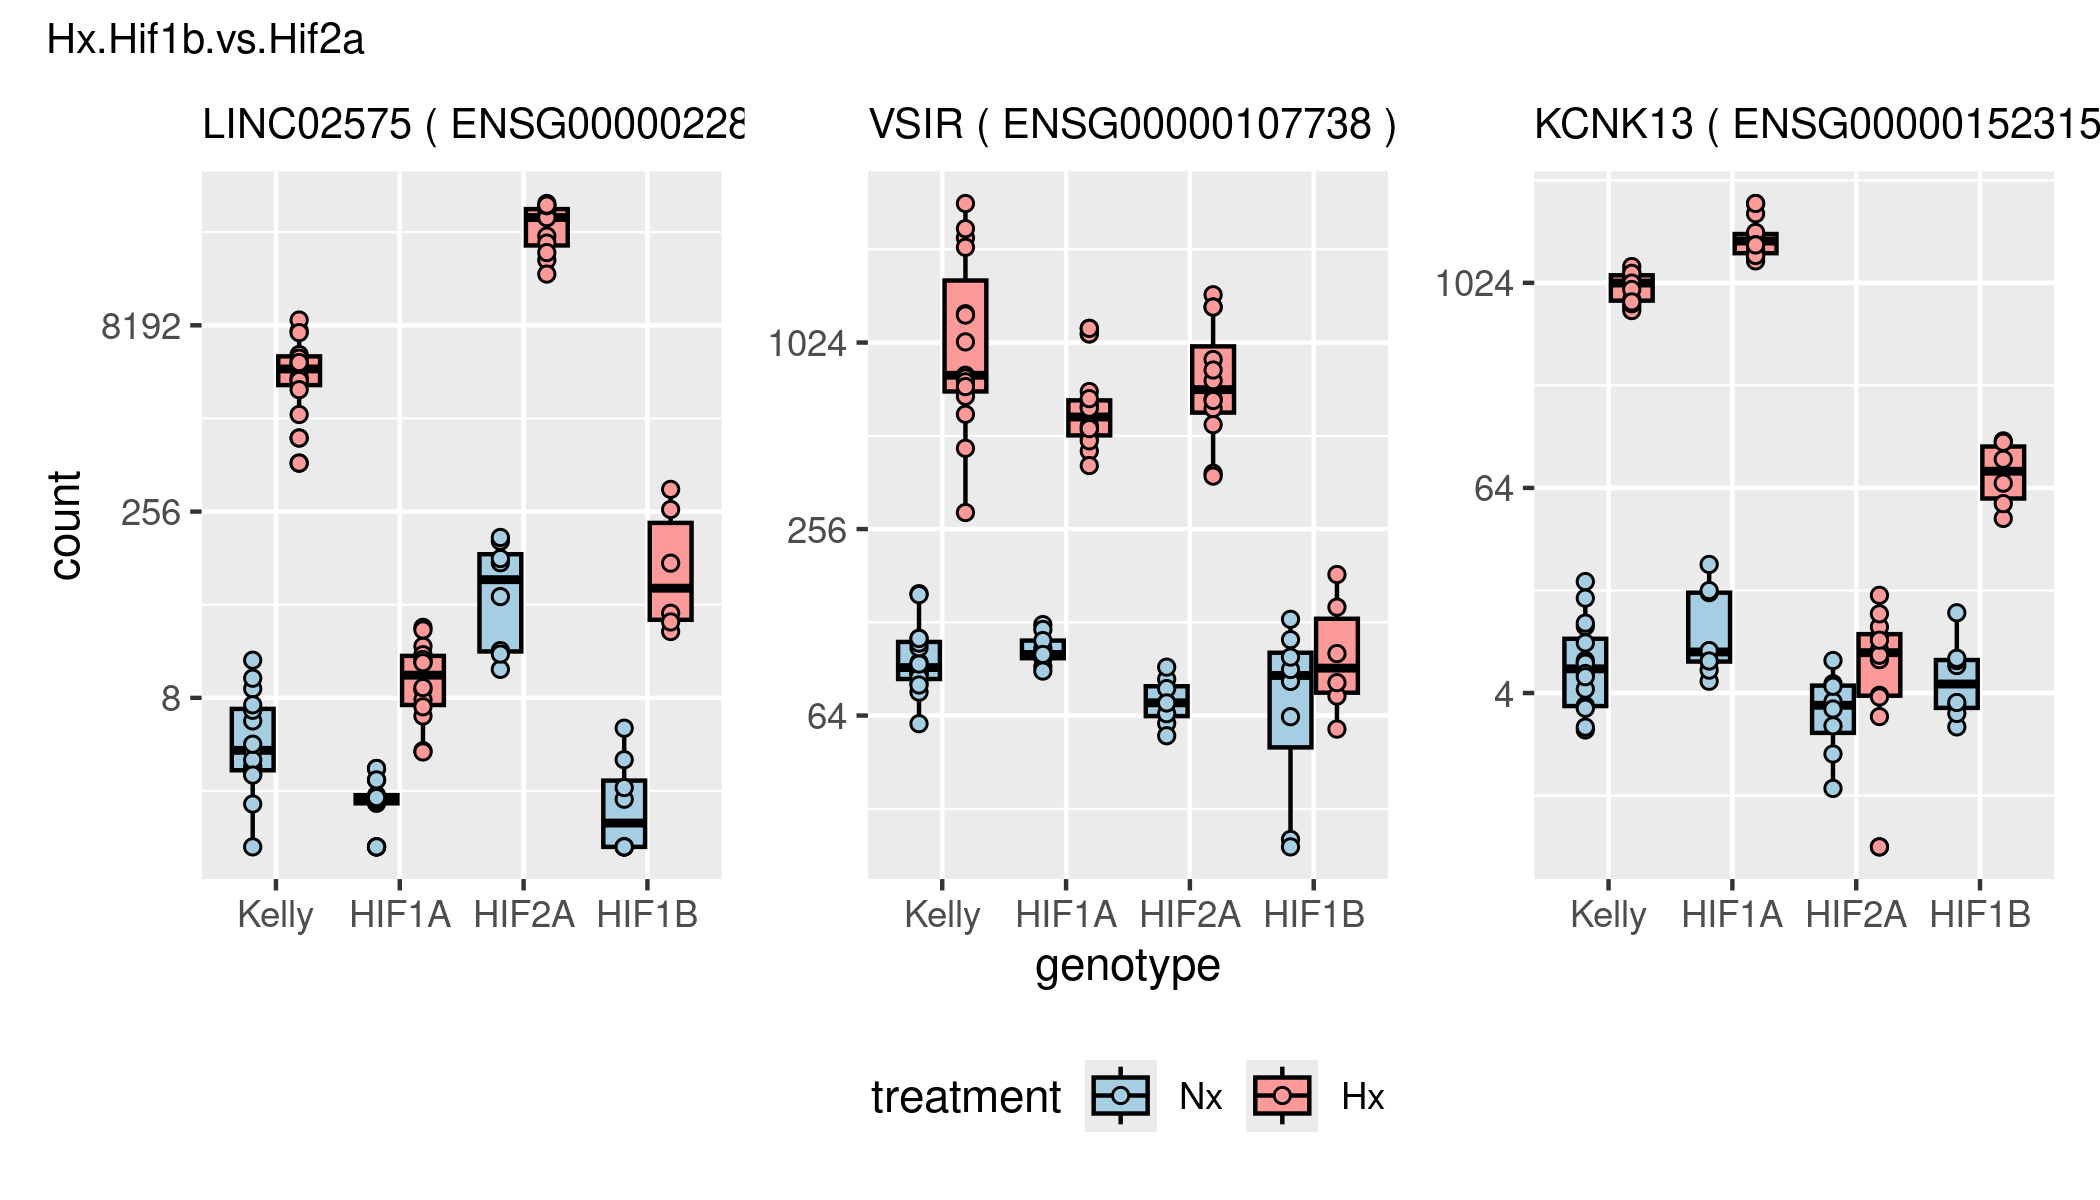 Hx.Hif1b.vs.Hif2a
LINC02575 ( ENSG00000228
VSIR ( ENSG00000107738 )
KCNK13 ( ENSG00000152315
count
8192
256
8
1024
256
64
1024
64
4
Kelly HIF1A HIF2A HIF1B
Kelly HIF1A HIF2A HIF1B
Kelly HIF1A HIF2A HIF1B
genotype
treatment Nx Hx